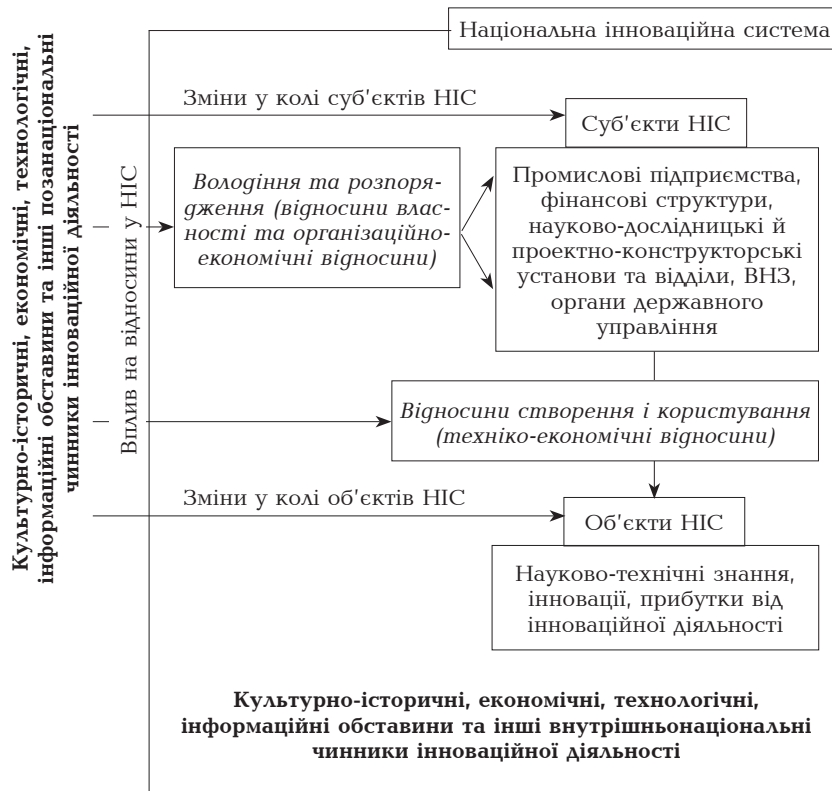 Національна інноваційна система
Культурно-історичні, економічні, технологічні,
інформаційні обставини та інші позанаціональні
чинники інноваційної діяльності
Вплив на відносини у НІС
Зміни у колі суб’єктів НІС
Суб’єкти НІС
Володіння та розпоря-
дження (відносини влас-
ності та організаційно-
економічні відносини)
Промислові підприємства,
фінансові структури,
науково-дослідницькі й
проектно-конструкторські
установи та відділи, ВНЗ,
органи державного
управління
Відносини створення і користування
(техніко-економічні відносини)
Зміни у колі об’єктів НІС
Об’єкти НІС
Науково-технічні знання,
інновації, прибутки від
інноваційної діяльності
Культурно-історичні, економічні, технологічні,
інформаційні обставини та інші внутрішньонаціональні
чинники інноваційної діяльності